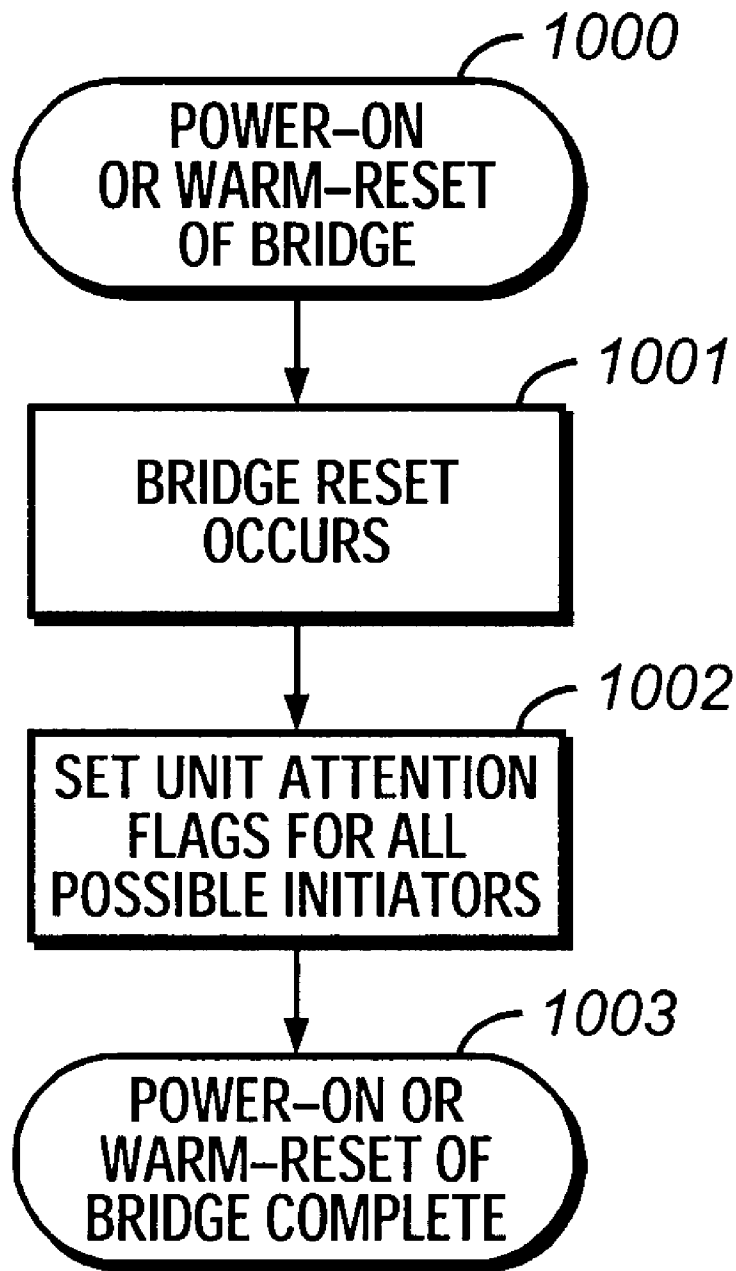 1000
POWER–ON
OR WARM–RESET
OF BRIDGE
1001
BRIDGE RESET
OCCURS
1002
SET UNIT ATTENTION
FLAGS FOR ALL
POSSIBLE INITIATORS
1003
POWER–ON OR
WARM–RESET OF
BRIDGE COMPLETE